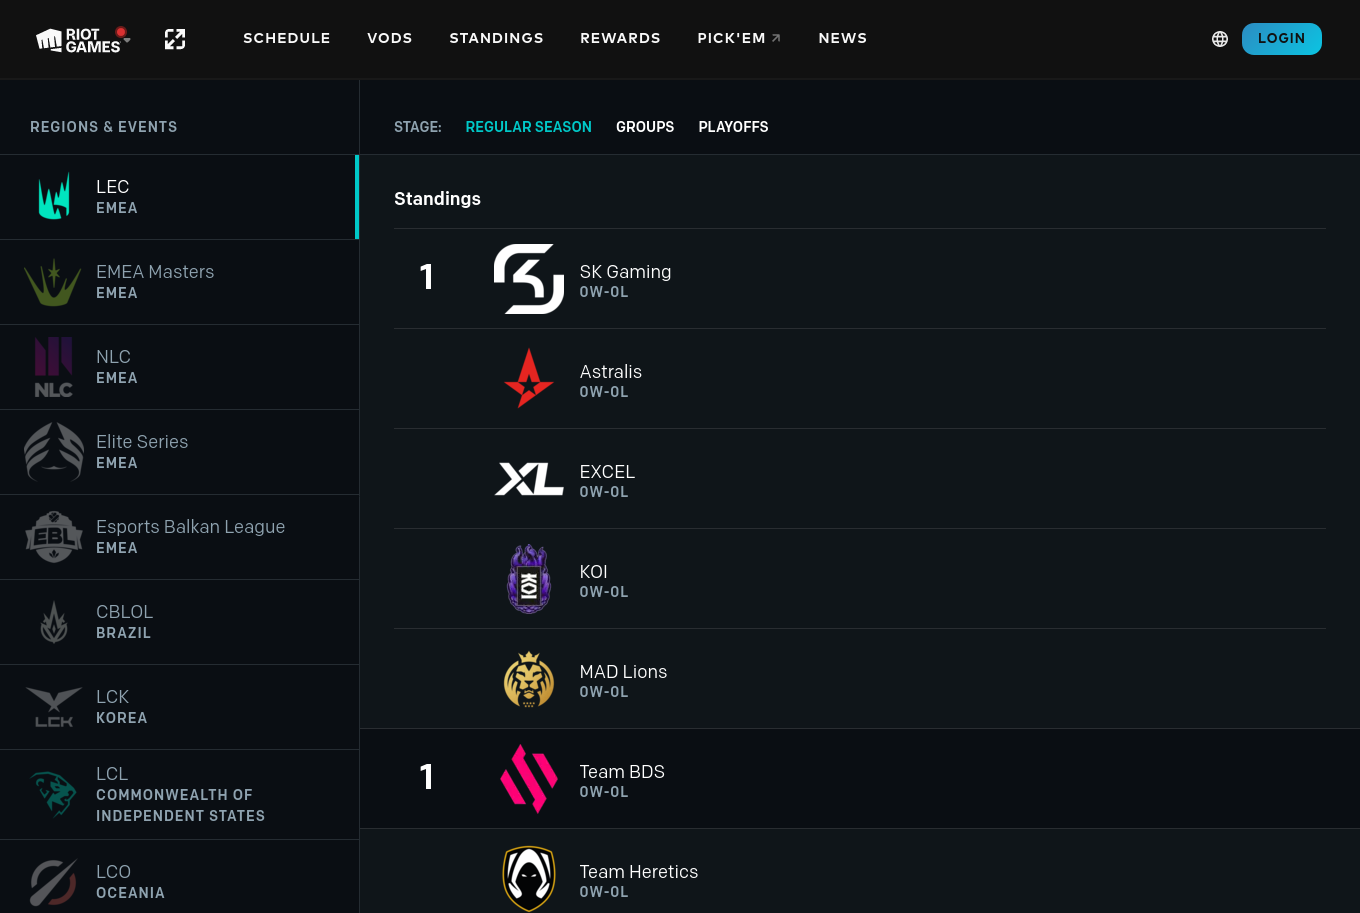 RIOT GAMES
SCHEDULE VODS STANDINGS REWARDS PICK'EM NEWS LOGIN
REGIONS & EVENTS
LEC
EMEA
EMEA Masters
EMEA
NLC
NLC
EMEA
Elite Series
EMEA
EBL
Esports Balkan League
EMEA
CBLOL
BRAZIL
LCK
LCK
KOREA
LCL
COMMONWEALTH OF
INDEPENDENT STATES
LCO
OCEANIA
STAGE: REGULAR SEASON GROUPS PLAYOFFS
Standings
1
SK Gaming
0W-0L
Astralis
0W-0L
XL
EXCEL
0W-0L
KOI
KOI
0W-0L
MAD Lions
0W-0L
1
Team BDS
0W-0L
Team Heretics
0W-0L